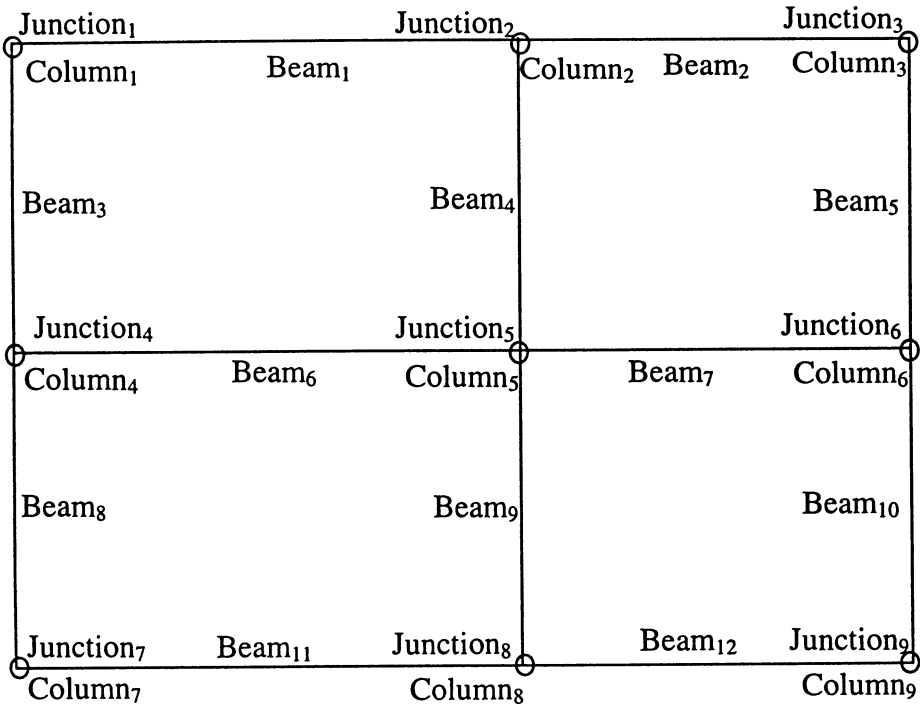 Junction₁ Junction₂ Junction₃
Column₁ Beam₁ Column₂ Beam₂ Column₃
Beam₃ Beam₄ Beam₅
Junction₄ Junction₅ Junction₆
Column₄ Beam₆ Column₅ Beam₇ Column₆
Beam₈ Beam₉ Beam₁₀
Junction₇ Beam₁₁ Junction₈ Beam₁₂ Junction₉
Column₇ Column₈ Column₉